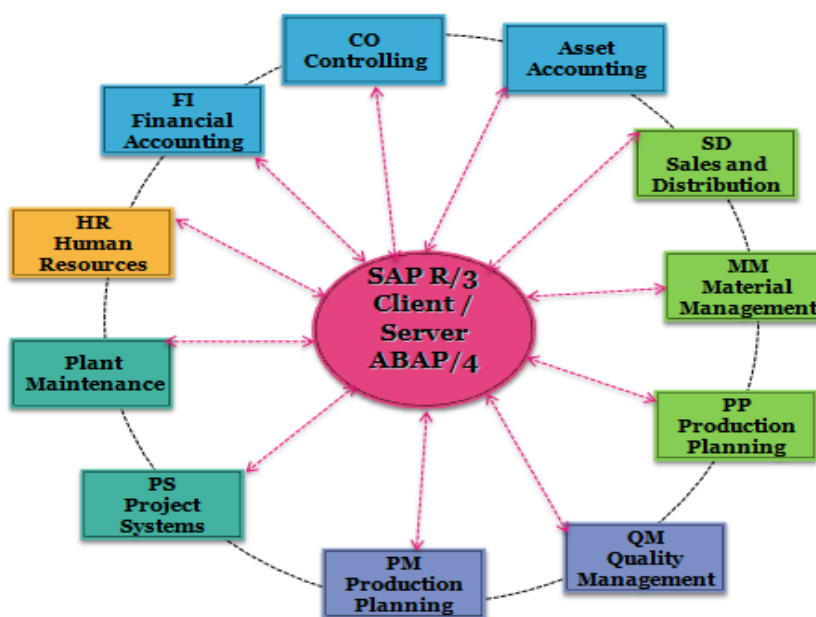 CO
Controlling
Asset
Accounting
FI
Financial
Accounting
SD
Sales and
Distribution
HR
Human
Resources
SAP R/3
Client /
Server
ABAP/4
MM
Material
Management
Plant
Maintenance
PP
Production
Planning
PS
Project
Systems
QM
Quality
Management
PM
Production
Planning